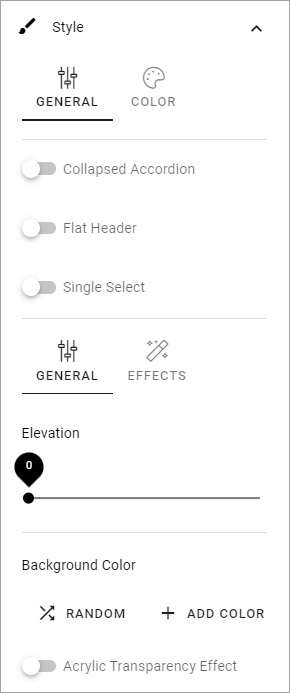 Style
GENERAL COLOR
Collapsed Accordion
Flat Header
Single Select
GENERAL EFFECTS
Elevation
0
Background Color
RANDOM ADD COLOR
Acrylic Transparency Effect